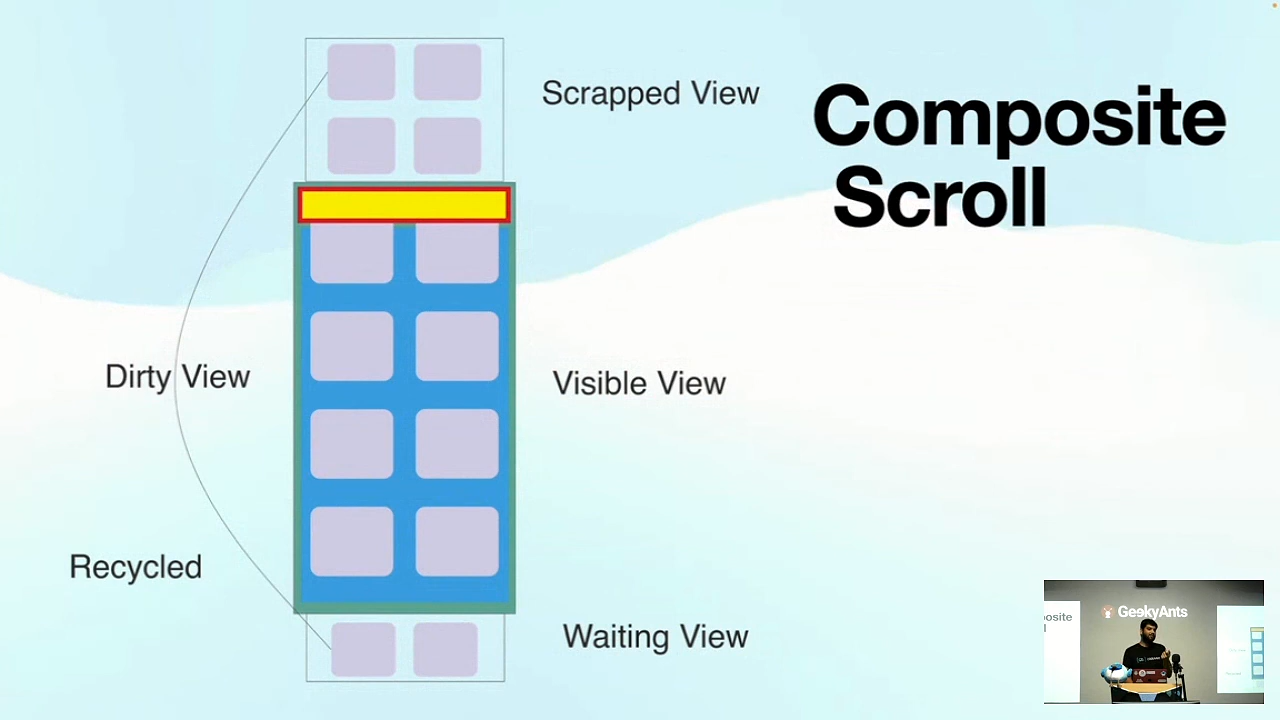 Composite
Scroll
Scrapped View
Dirty View
Visible View
Recycled
Waiting View
GeekyAnts